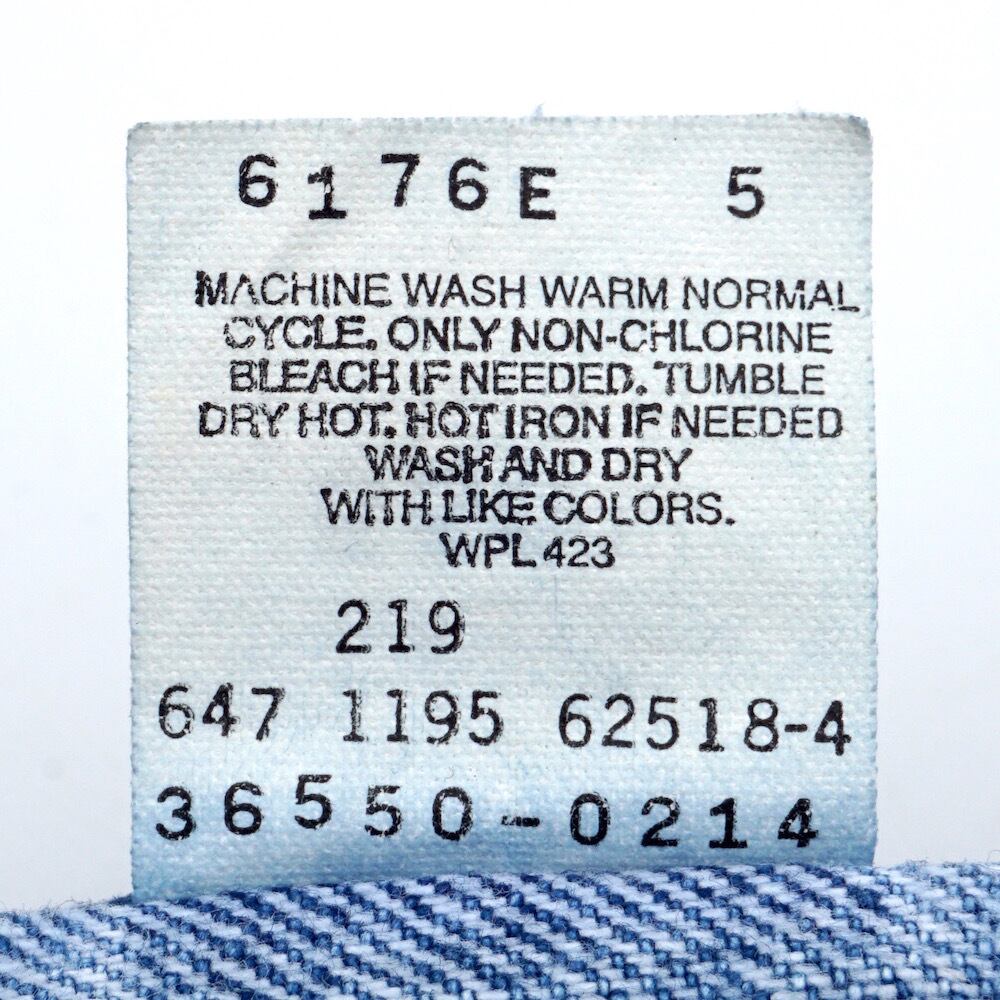 6176E 5
MACHINE WASH WARM NORMAL
CYCLE. ONLY NON-CHLORINE
BLEACH IF NEEDED. TUMBLE
DRY HOT. HOT IRON IF NEEDED
WASH AND DRY
WITH LIKE COLORS.
WPL 423
219
647 1195 62518-4
36550-0214